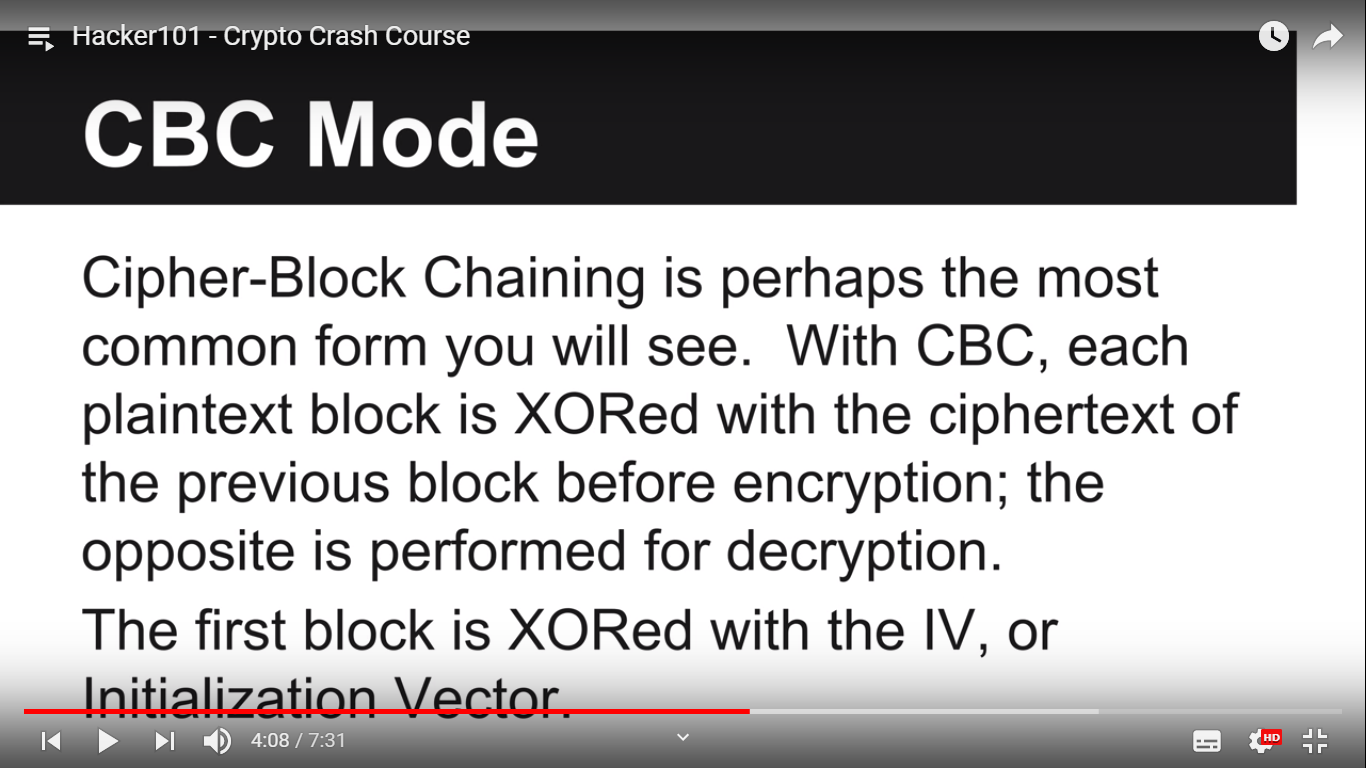 Hacker101 - Crypto Crash Course
CBC Mode
Cipher-Block Chaining is perhaps the most
common form you will see.  With CBC, each
plaintext block is XORed with the ciphertext of
the previous block before encryption; the
opposite is performed for decryption.
The first block is XORed with the IV, or
Initialization Vector.
4:08 / 7:31
HD